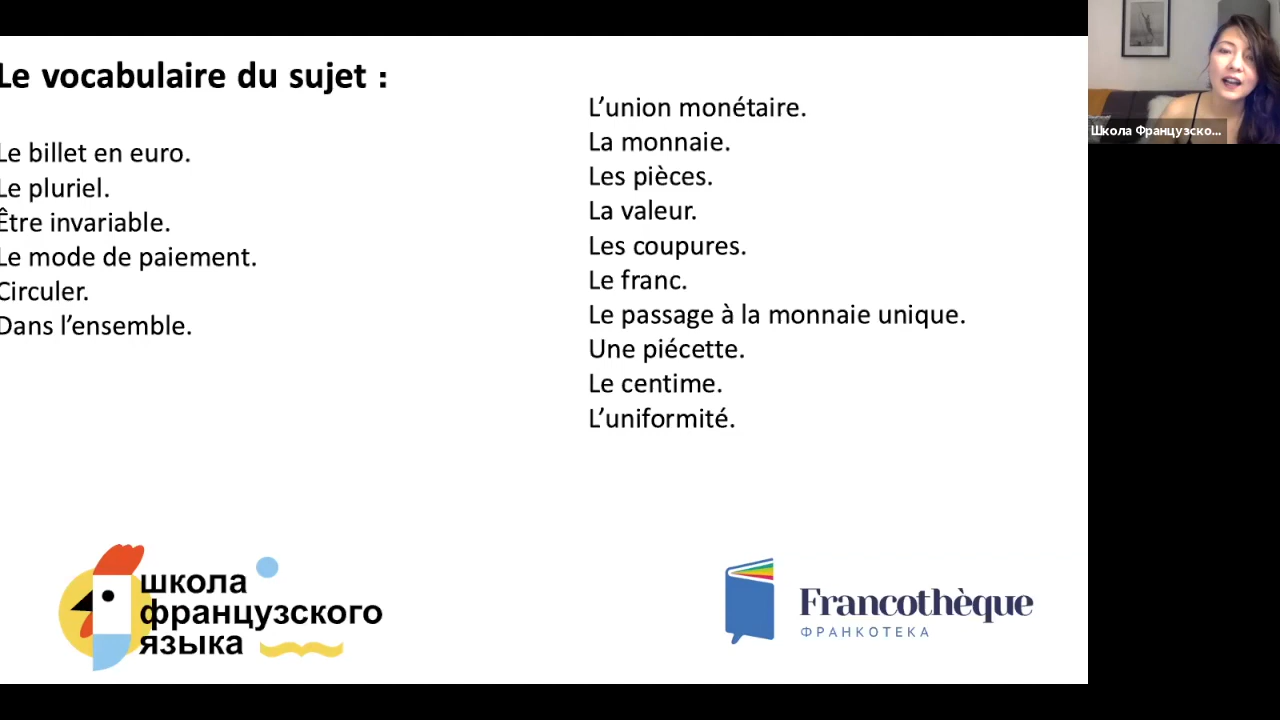 Le vocabulaire du sujet :
Le billet en euro.
Le pluriel.
Être invariable.
Le mode de paiement.
Circuler.
Dans l’ensemble.
L’union monétaire.
La monnaie.
Les pièces.
La valeur.
Les coupures.
Le franc.
Le passage à la monnaie unique.
Une piécette.
Le centime.
L’uniformité.
школа
французского
языка
Francothèque
ФРАНКОТЕКА
Школа Французско...